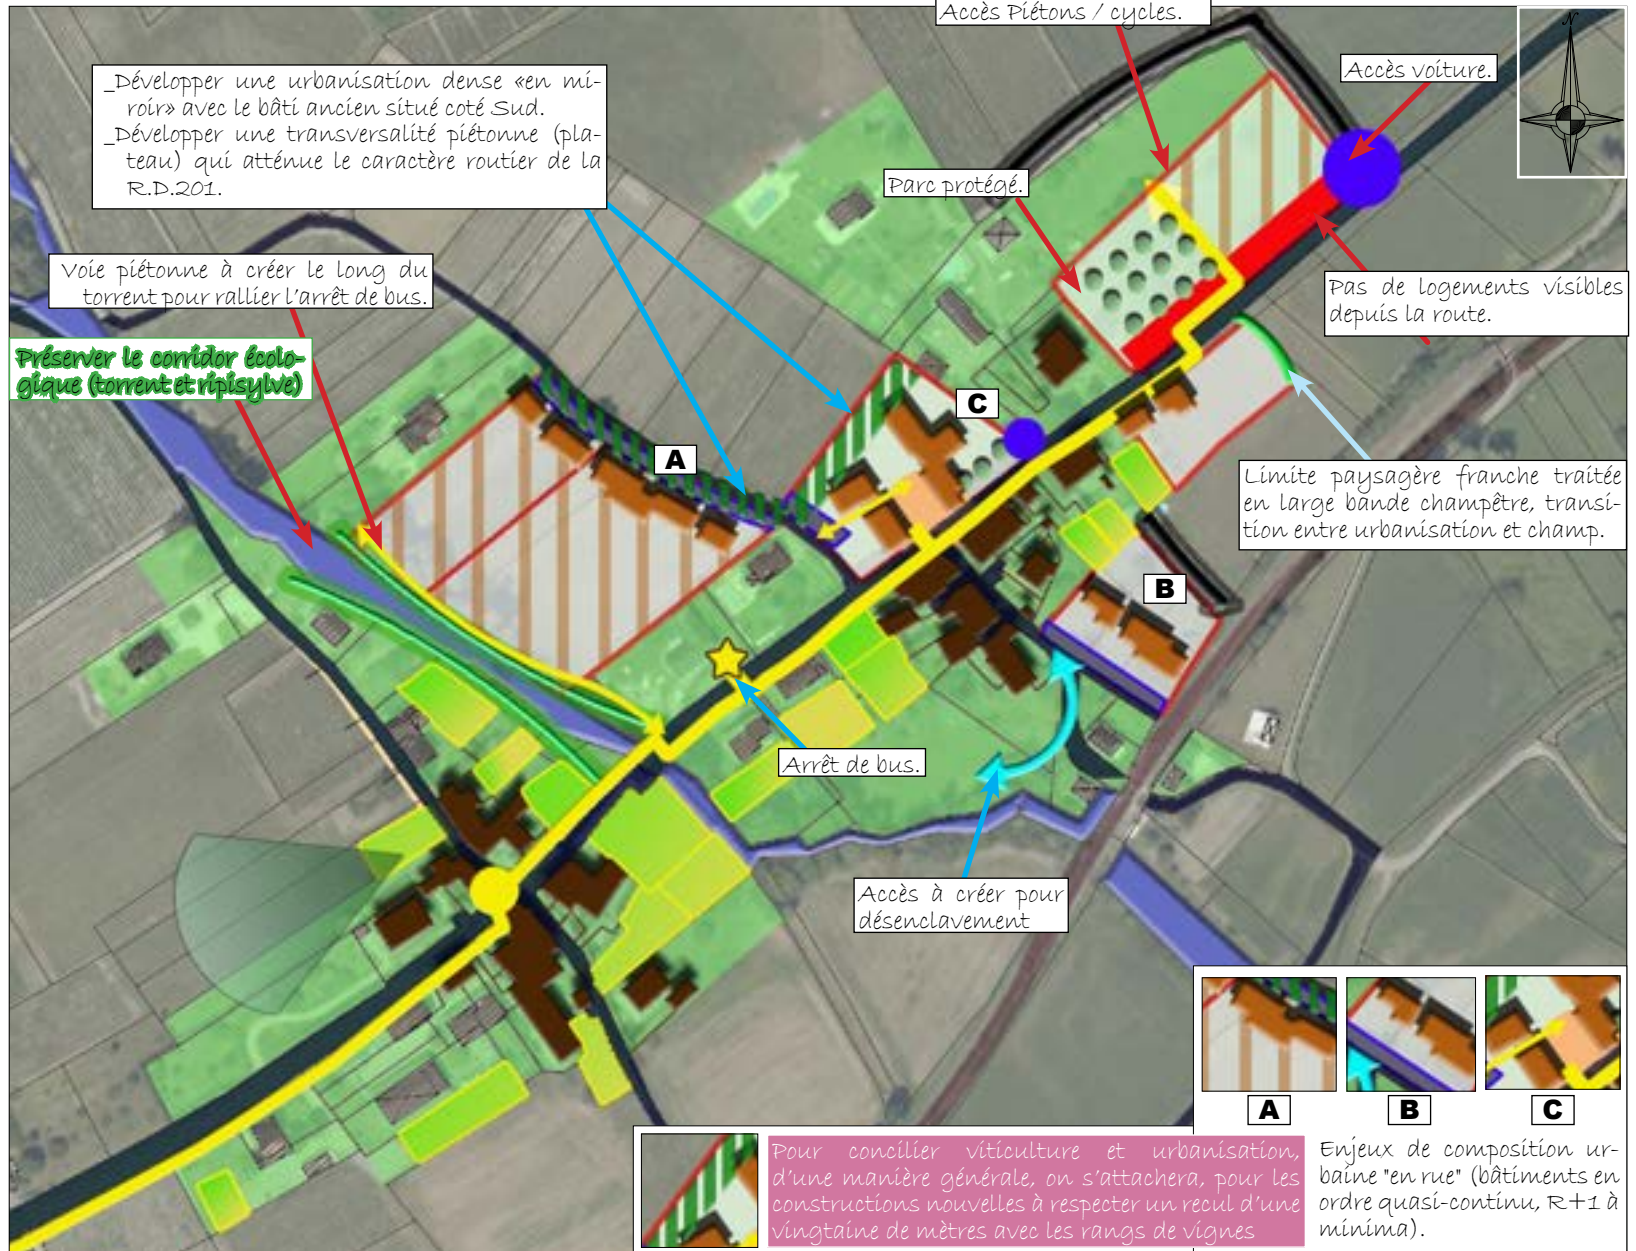 Accès Piétons / cycles.
N
Accès voiture.
_Développer une urbanisation dense «en mi-
roir» avec le bâti ancien situé coté Sud.
_Développer une transversalité piétonne (pla-
teau) qui atténue le caractère routier de la
R.D.201.
Parc protégé.
Voie piétonne à créer le long du
torrent pour rallier l'arrêt de bus.
Pas de logements visibles
depuis la route.
Préserver le corridor écolo-
gique (torrent et ripisylve)
C
A
Limite paysagère franche traitée
en large bande champêtre, transi-
tion entre urbanisation et champ.
B
Arrêt de bus.
Accès à créer pour
désenclavement
A
B
C
Pour concilier viticulture et urbanisation,
d'une manière générale, on s'attachera, pour les
constructions nouvelles à respecter un recul d'une
vingtaine de mètres avec les rangs de vignes
Enjeux de composition ur-
baine "en rue" (bâtiments en
ordre quasi-continu, R+1 à
minima).